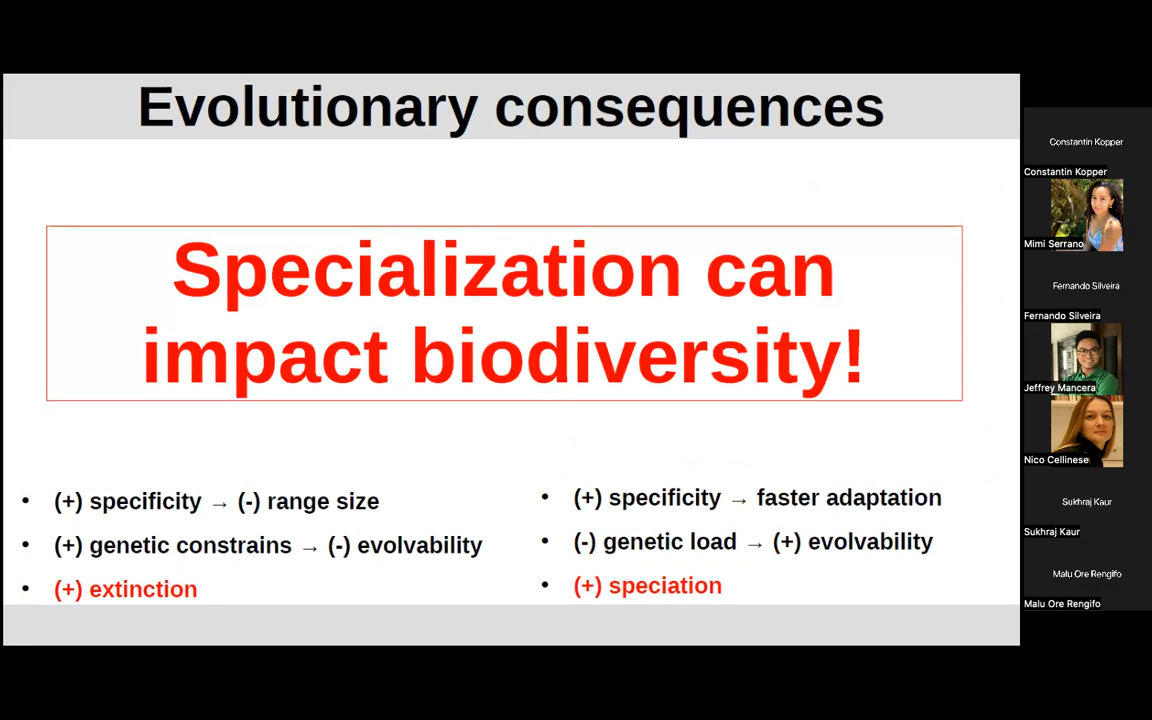 Evolutionary consequences
Specialization can
impact biodiversity!
• (+) specificity → (-) range size
• (+) genetic constrains → (-) evolvability
• (+) extinction
• (+) specificity → faster adaptation
• (-) genetic load → (+) evolvability
• (+) speciation
Constantin Kopper
Constantin Kopper
Mimi Serrano
Fernando Silveira
Fernando Silveira
Jeffrey Mancera
Nico Cellinese
Sukhraj Kaur
Sukhraj Kaur
Malu Ore Rengifo
Malu Ore Rengifo